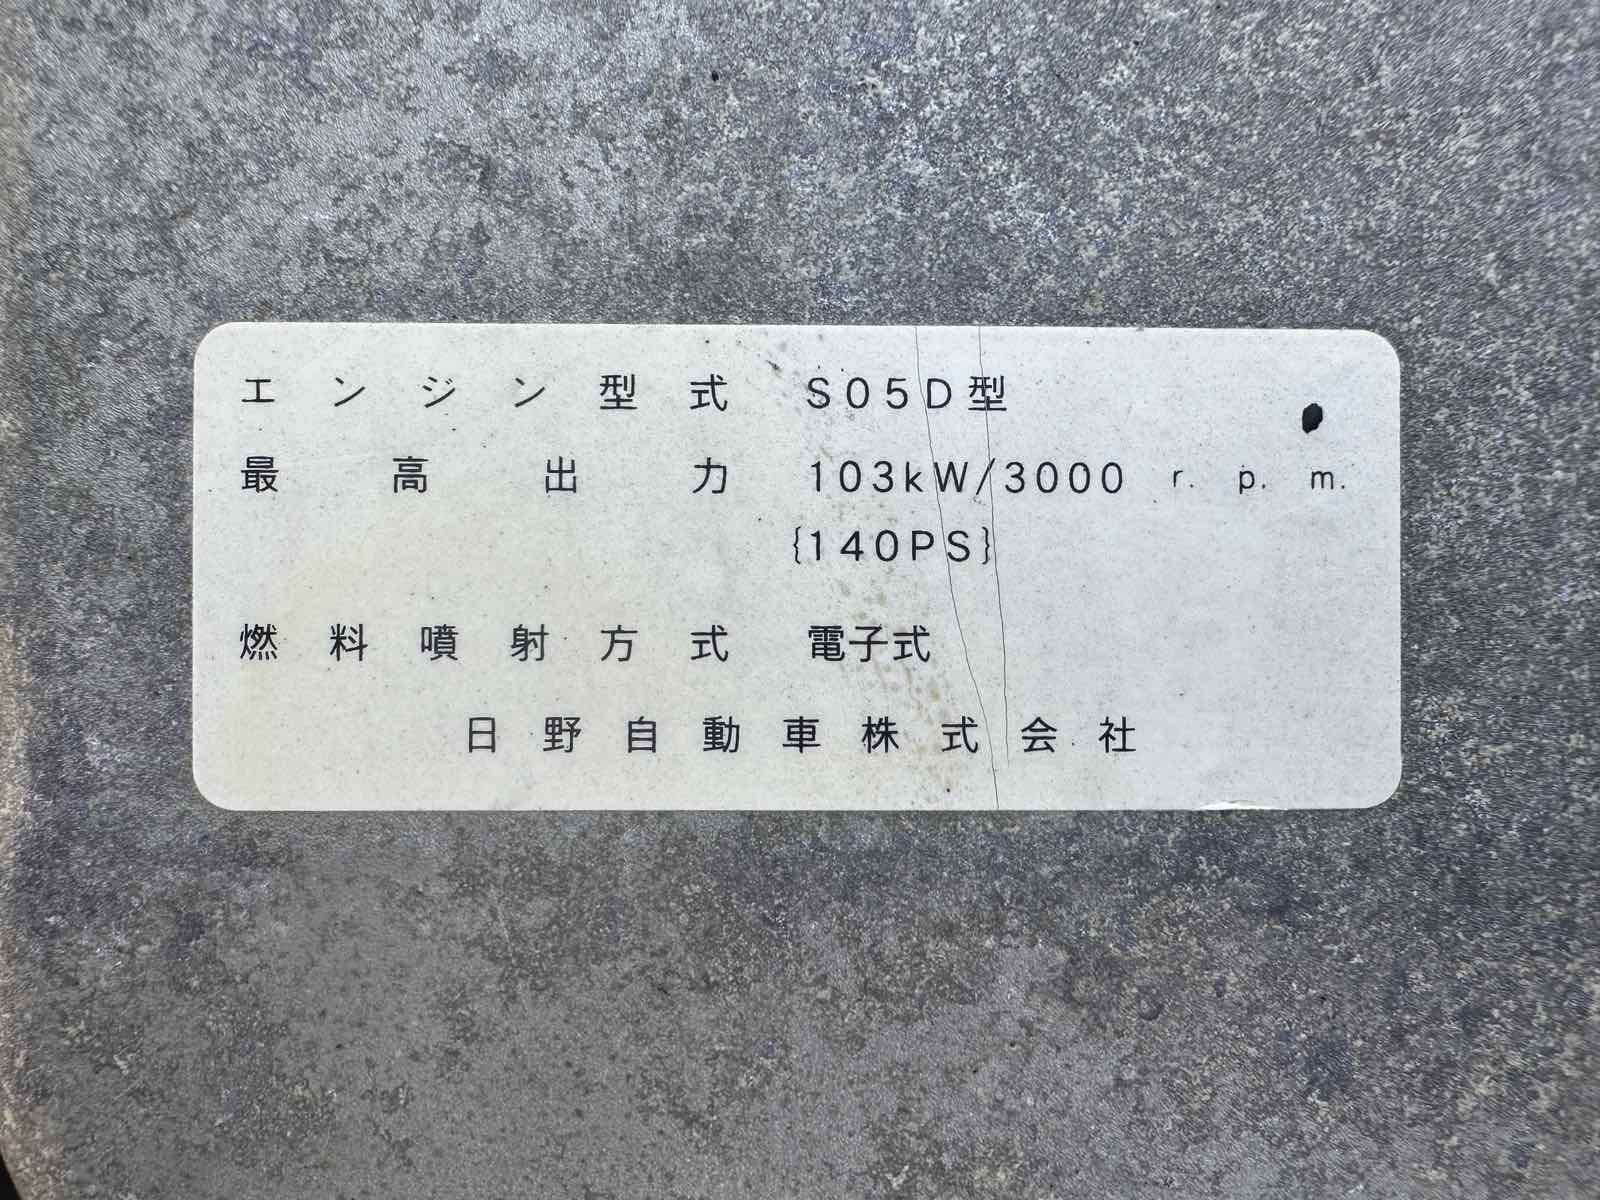 エンジン型式 S05D型
最高出力 103kW/3000 r.p.m.
{140PS}
燃料噴射方式 電子式
日野自動車株式会社